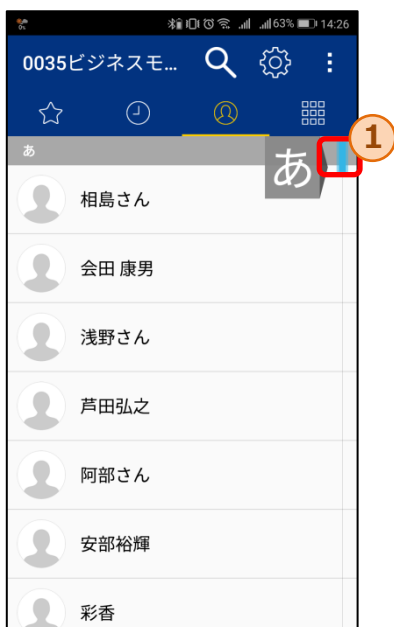 0s 63% 14:26
0035ビジネスモ...
1
あ
あ
相島さん
会田 康男
浅野さん
芦田弘之
阿部さん
安部裕輝
彩香